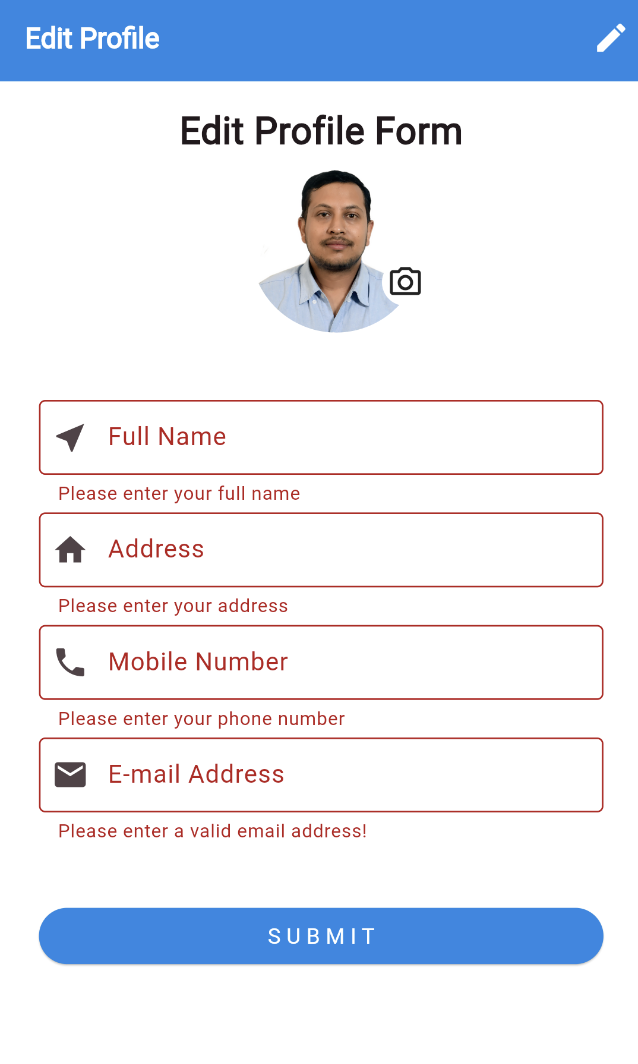 Edit Profile
Edit Profile Form
Full Name
Please enter your full name
Address
Please enter your address
Mobile Number
Please enter your phone number
E-mail Address
Please enter a valid email address!
SUBMIT